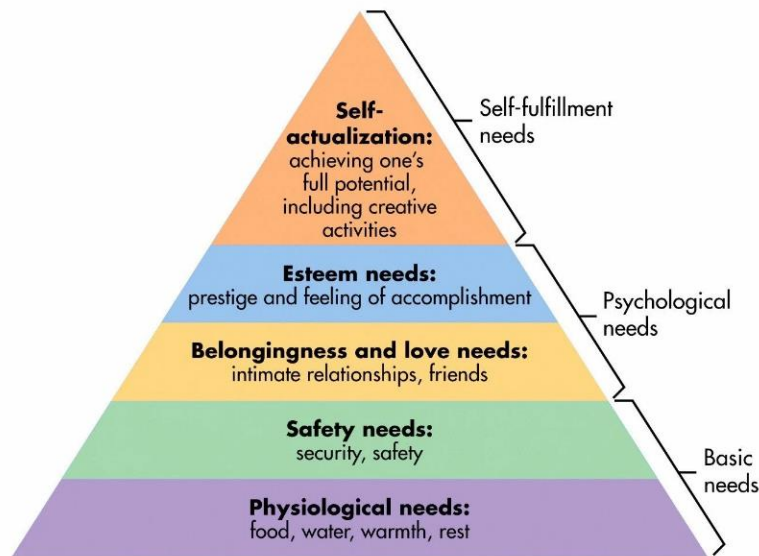 Self-
actualization:
achieving one's
full potential,
including creative
activities
Self-fulfillment
needs
Esteem needs:
prestige and feeling of accomplishment
Belongingness and love needs:
intimate relationships, friends
Psychological
needs
Safety needs:
security, safety
Physiological needs:
food, water, warmth, rest
Basic
needs